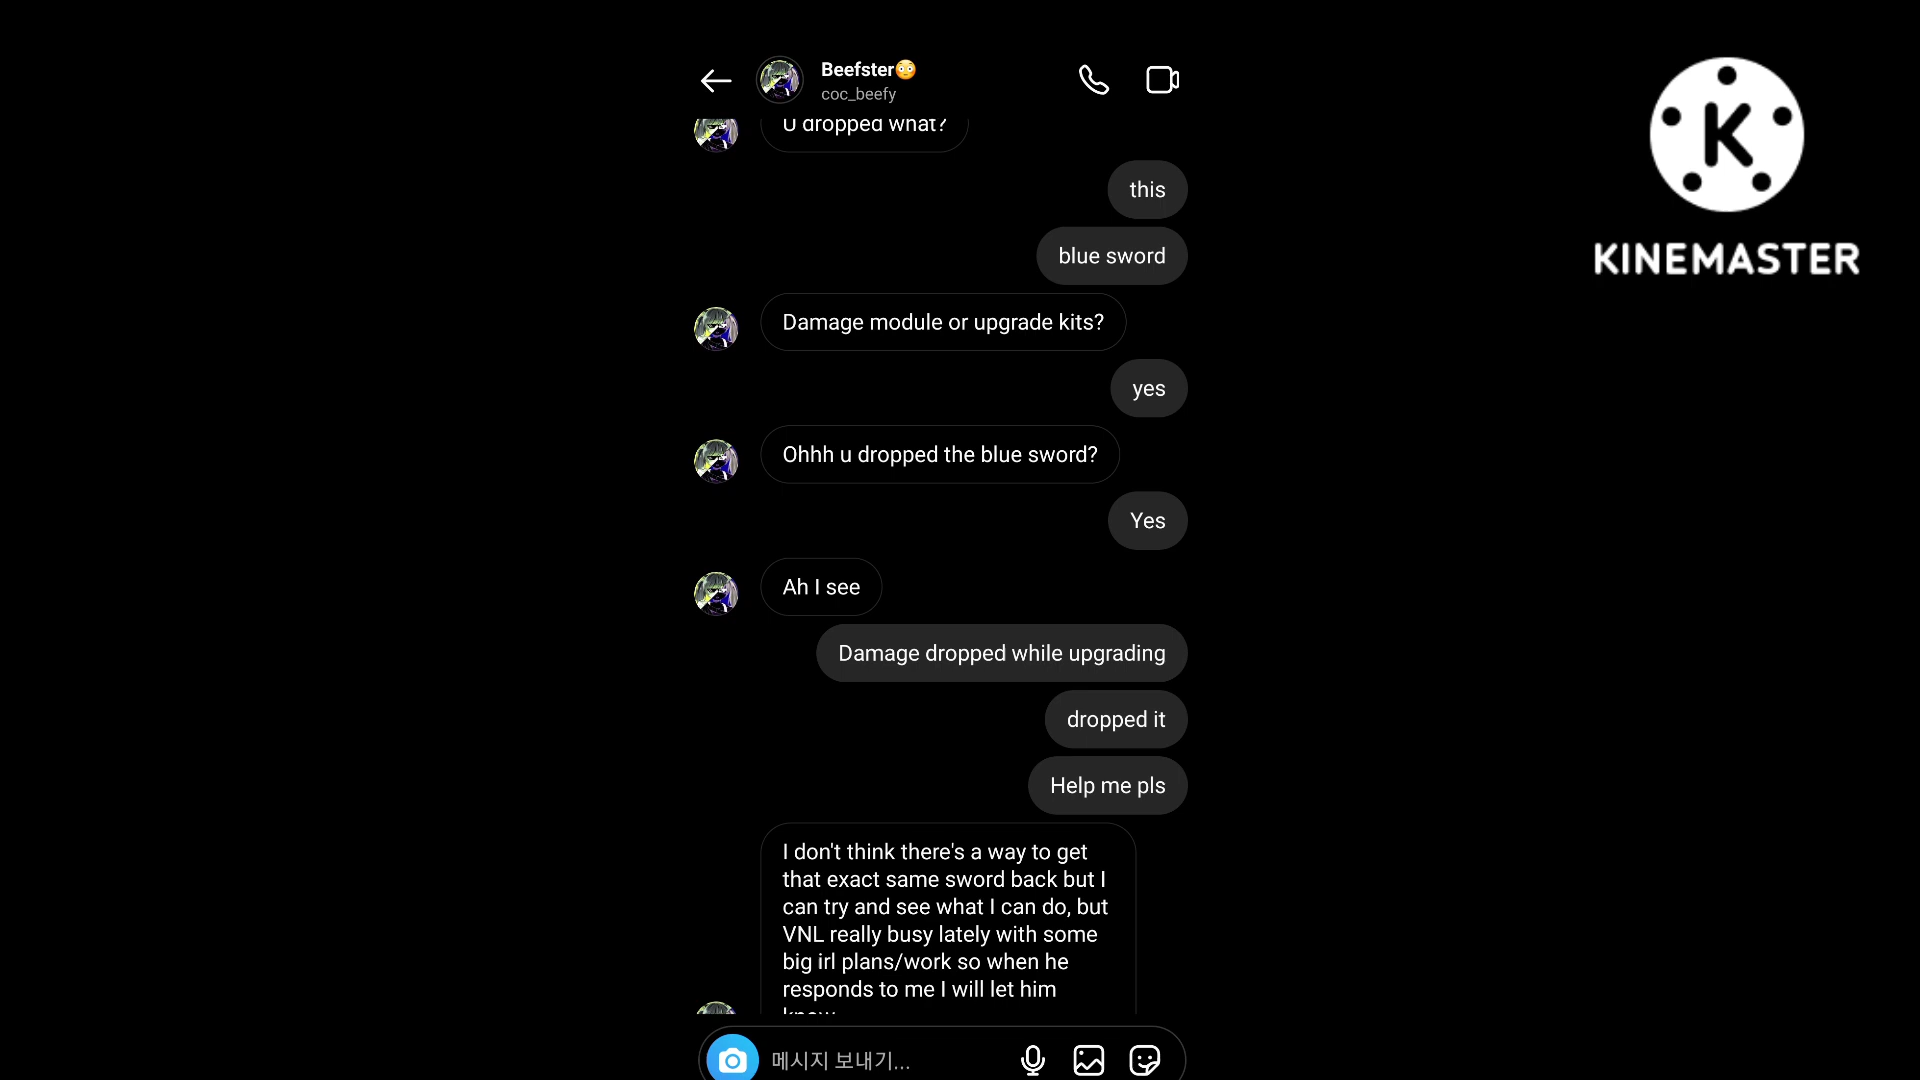 Beefster😳
coc_beefy
U dropped what?
this
blue sword
Damage module or upgrade kits?
yes
Ohhh u dropped the blue sword?
Yes
Ah I see
Damage dropped while upgrading
dropped it
Help me pls
I don't think there's a way to get
that exact same sword back but I
can try and see what I can do, but
VNL really busy lately with some
big irl plans/work so when he
responds to me I will let him
know
메시지 보내기...
K
KINEMASTER